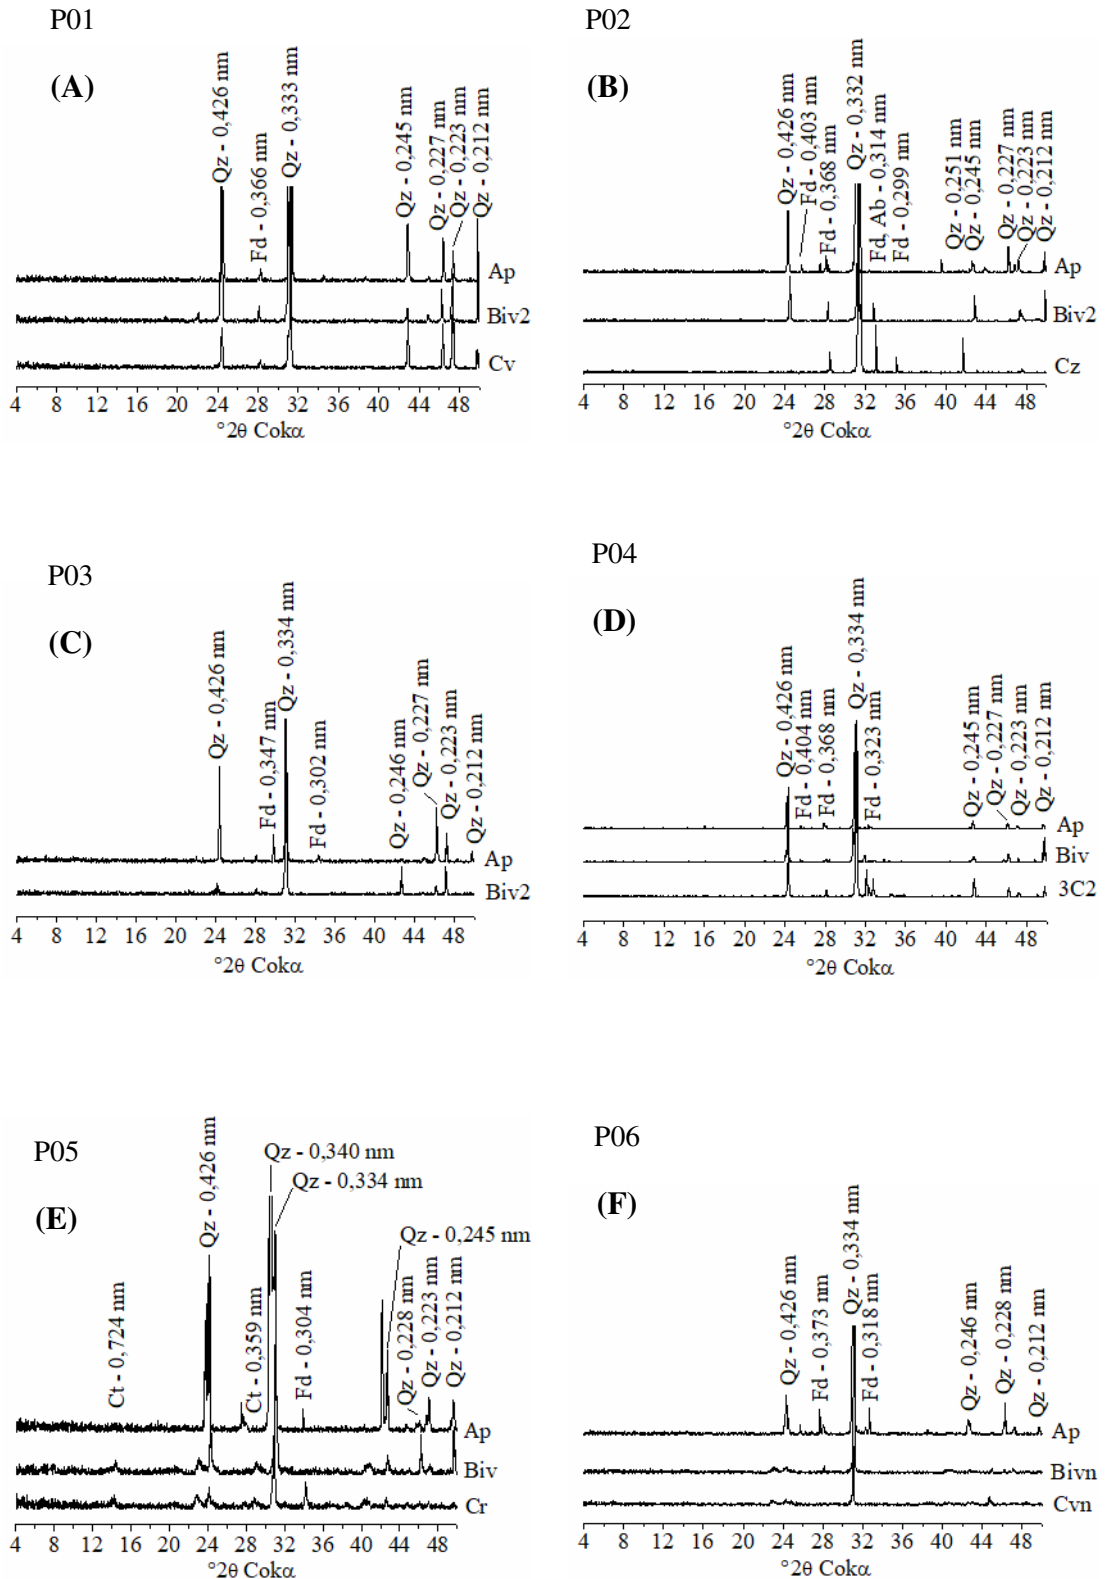 P01
(A)
Qz - 0,426 nm
Fd - 0,366 nm
Qz - 0,333 nm
Qz - 0,245 nm
Qz - 0,227 nm
Qz - 0,223 nm
Qz - 0,212 nm
Ap
Biv2
Cv
4 8 12 16 20 24 28 32 36 40 44 48
°2θ Cokα
P02
(B)
Qz - 0,426 nm
Fd - 0,403 nm
Fd - 0,368 nm
Qz - 0,332 nm
Fd, Ab - 0,314 nm
Fd - 0,299 nm
Qz - 0,251 nm
Qz - 0,245 nm
Qz - 0,227 nm
Qz - 0,223 nm
Qz - 0,212 nm
Ap
Biv2
Cz
4 8 12 16 20 24 28 32 36 40 44 48
°2θ Cokα
P03
(C)
Qz - 0,426 nm
Fd - 0,347 nm
Qz - 0,334 nm
Fd - 0,302 nm
Qz - 0,246 nm
Qz - 0,227 nm
Qz - 0,223 nm
Qz - 0,212 nm
Ap
Biv2
4 8 12 16 20 24 28 32 36 40 44 48
°2θ Cokα
P04
(D)
Qz - 0,426 nm
Fd - 0,404 nm
Fd - 0,368 nm
Qz - 0,334 nm
Fd - 0,323 nm
Qz - 0,245 nm
Qz - 0,227 nm
Qz - 0,223 nm
Qz - 0,212 nm
Ap
Biv
3C2
4 8 12 16 20 24 28 32 36 40 44 48
°2θ Cokα
P05
(E)
Ct - 0,724 nm
Qz - 0,426 nm
Ct - 0,359 nm
Qz - 0,340 nm
Qz - 0,334 nm
Fd - 0,304 nm
Qz - 0,245 nm
Qz - 0,228 nm
Qz - 0,223 nm
Qz - 0,212 nm
Ap
Biv
Cr
4 8 12 16 20 24 28 32 36 40 44 48
°2θ Cokα
P06
(F)
Qz - 0,426 nm
Fd - 0,373 nm
Qz - 0,334 nm
Fd - 0,318 nm
Qz - 0,246 nm
Qz - 0,228 nm
Qz - 0,212 nm
Ap
Bivn
Cvn
4 8 12 16 20 24 28 32 36 40 44 48
°2θ Cokα